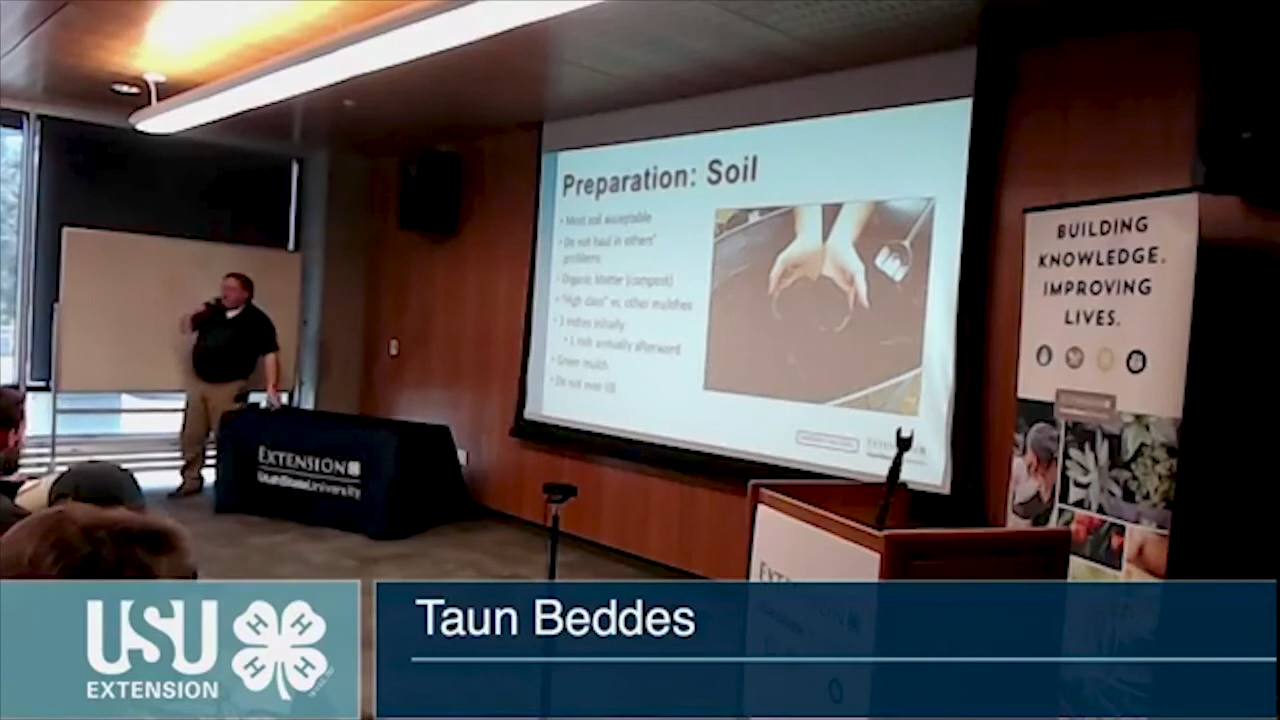 Preparation: Soil
• Most soil acceptable
• Do not haul in others'
problems
• Organic Matter (compost)
• "High class" vs. other mulches
• 3 inches initially
• 1 inch annually afterword
• Green mulch
• Do not over till
EXTENSION
UtahStateUniversity
BUILDING
KNOWLEDGE.
IMPROVING
LIVES.
USU
EXTENSION
H H
H H
Taun Beddes